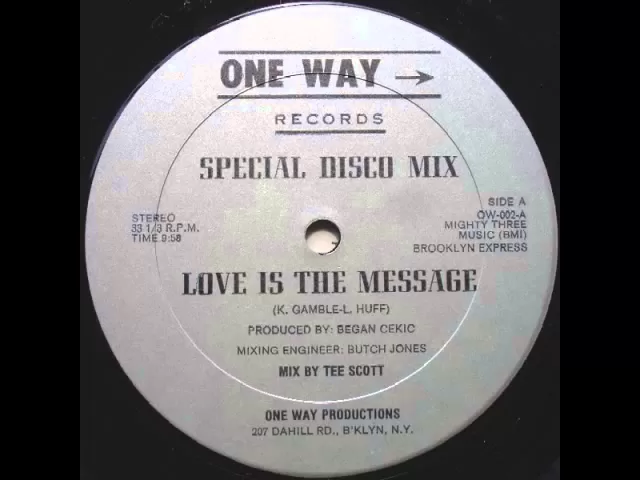 ONE WAY →
RECORDS
SPECIAL DISCO MIX
STEREO
33 1/3 R.P.M.
TIME 9:58
SIDE A
OW-002-A
MIGHTY THREE
MUSIC (BMI)
BROOKLYN EXPRESS
LOVE IS THE MESSAGE
(K. GAMBLE-L. HUFF)
PRODUCED BY: BEGAN CEKIC
MIXING ENGINEER: BUTCH JONES
MIX BY TEE SCOTT
ONE WAY PRODUCTIONS
207 DAHILL RD., B'KLYN, N.Y.